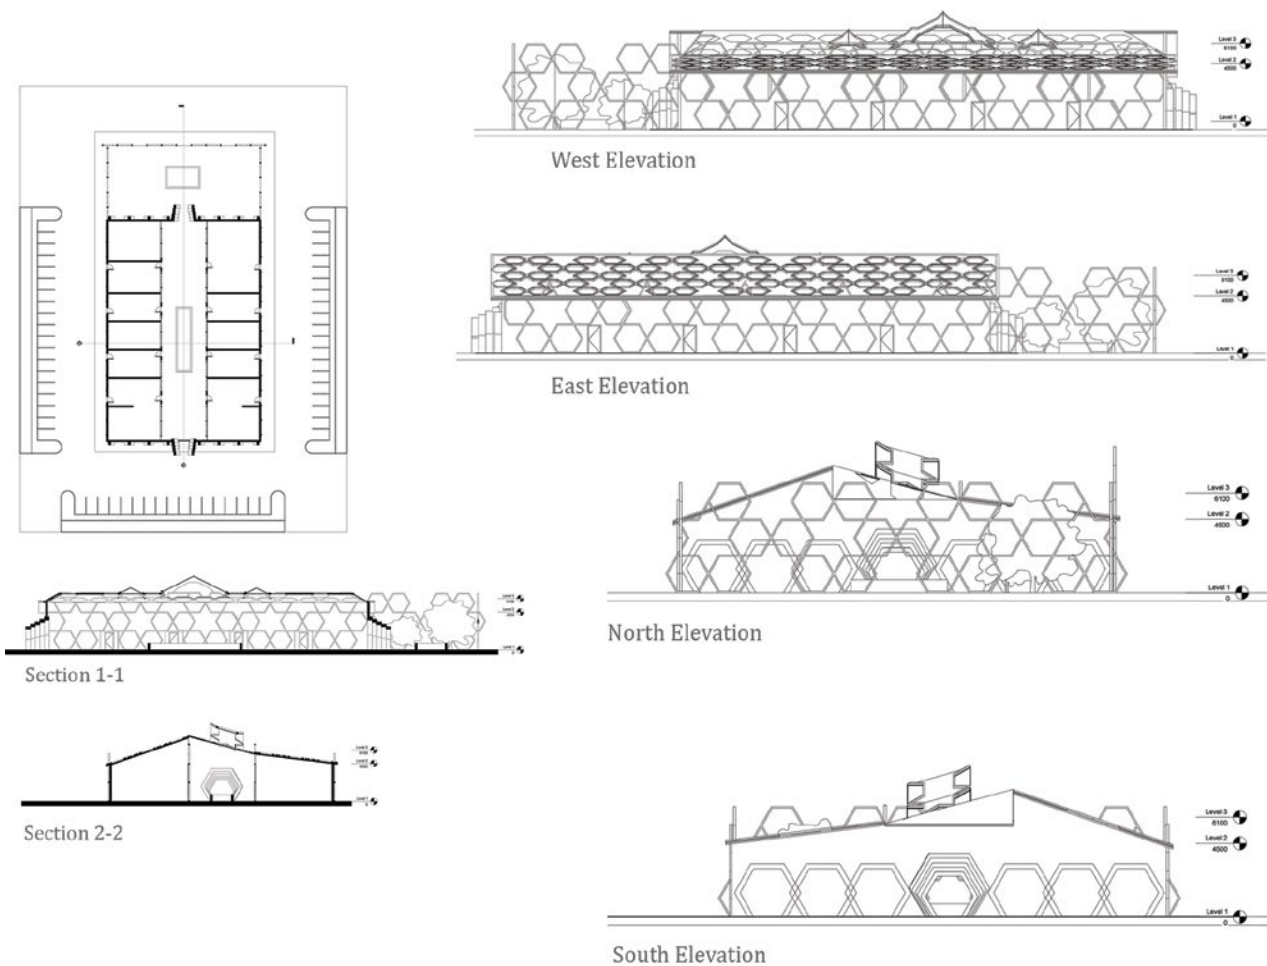 Level 3
6100
Level 2
4500
Level 1
0
West Elevation
Level 3
6100
Level 2
4500
Level 1
0
East Elevation
Level 3
6100
Level 2
4500
Level 1
0
North Elevation
Level 3
6100
Level 2
4500
Level 1
0
South Elevation
Level 1
Section 1-1
Section 2-2